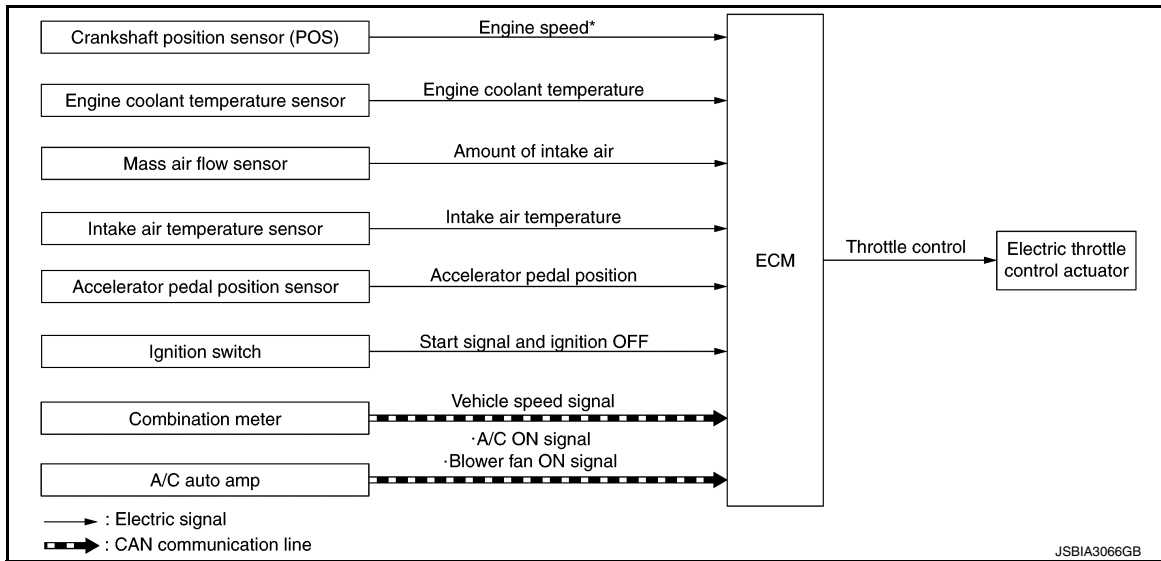 Crankshaft position sensor (POS)
Engine speed*
Engine coolant temperature sensor
Engine coolant temperature
Mass air flow sensor
Amount of intake air
Intake air temperature sensor
Intake air temperature
Accelerator pedal position sensor
Accelerator pedal position
Ignition switch
Start signal and ignition OFF
Combination meter
Vehicle speed signal
A/C auto amp
·A/C ON signal
·Blower fan ON signal
ECM
Throttle control
Electric throttle
control actuator
: Electric signal
: CAN communication line
JSBIA3066GB